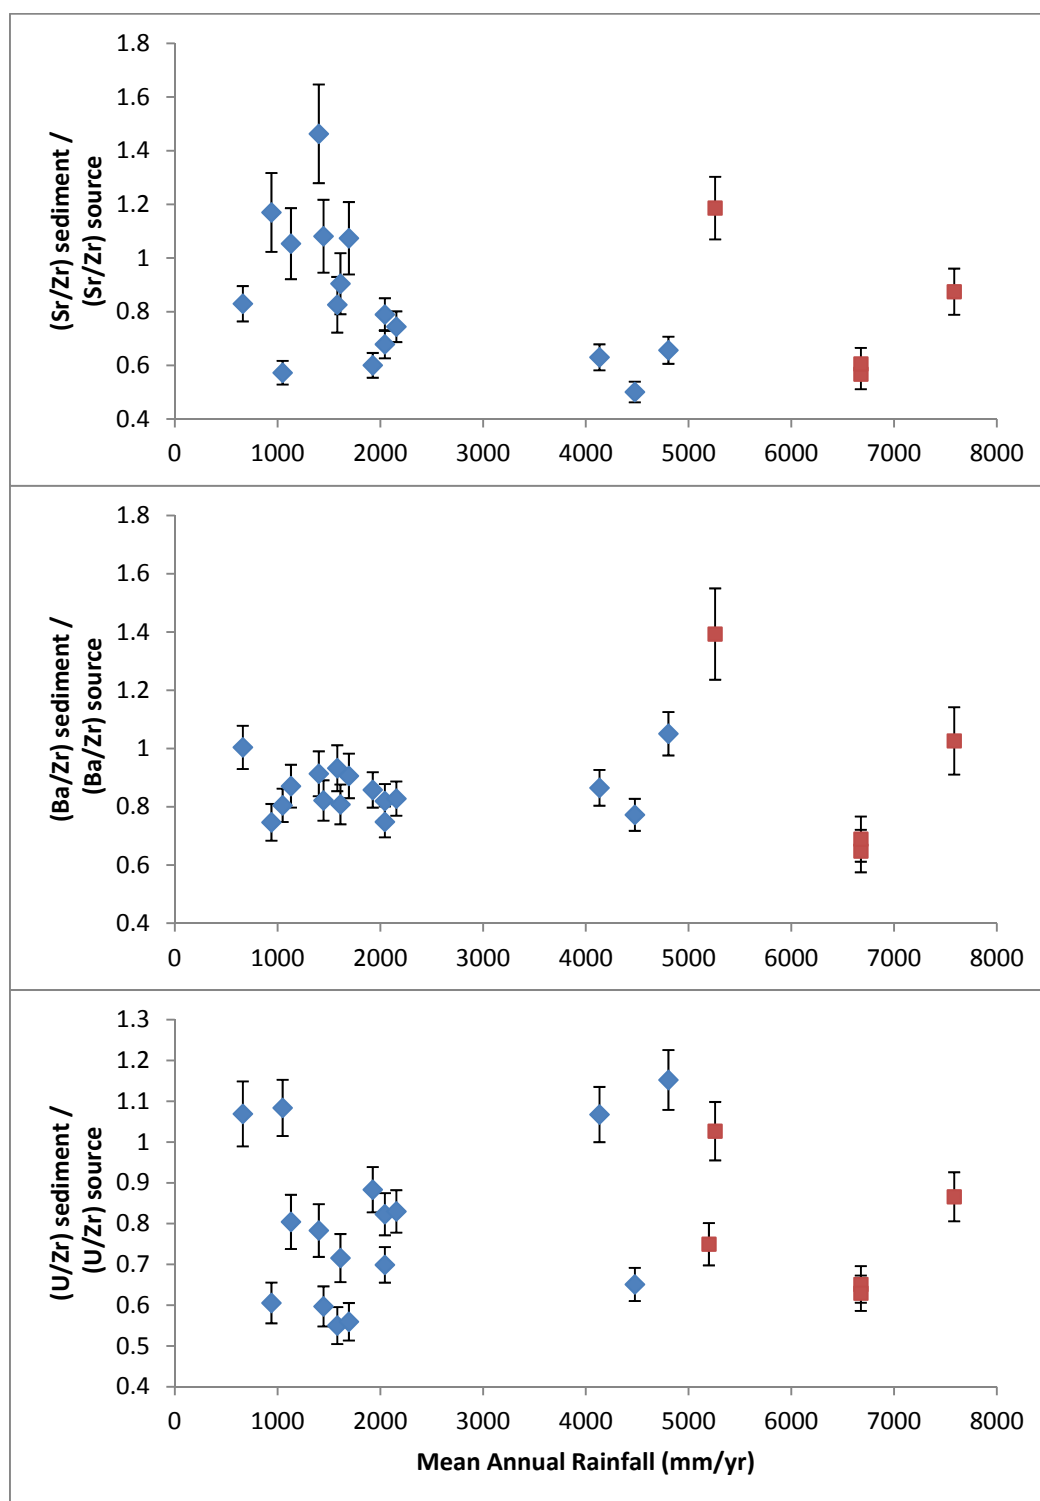 1.8
1.6
1.4
1.2
1
0.8
0.6
0.4
(Sr/Zr) sediment /
(Sr/Zr) source
0 1000 2000 3000 4000 5000 6000 7000 8000
1.8
1.6
1.4
1.2
1
0.8
0.6
0.4
(Ba/Zr) sediment /
(Ba/Zr) source
0 1000 2000 3000 4000 5000 6000 7000 8000
1.3
1.2
1.1
1
0.9
0.8
0.7
0.6
0.5
0.4
(U/Zr) sediment /
(U/Zr) source
0 1000 2000 3000 4000 5000 6000 7000 8000
Mean Annual Rainfall (mm/yr)